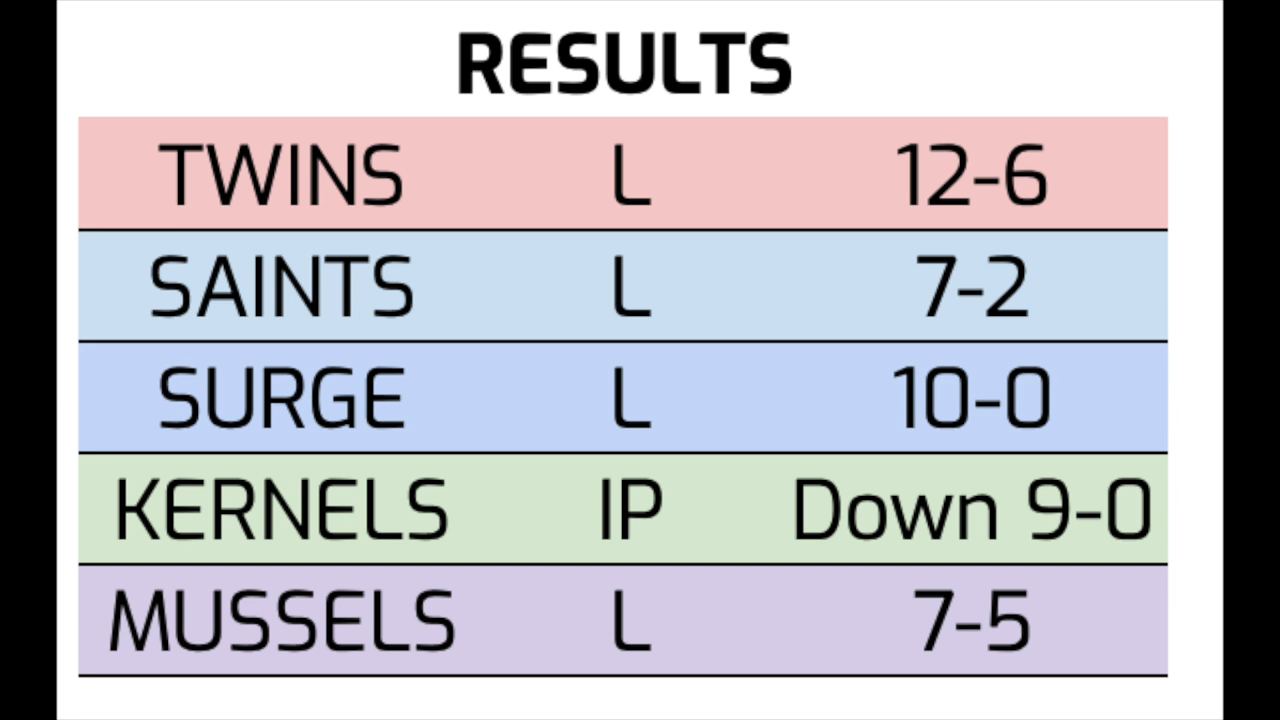 RESULTS
TWINS L 12-6
SAINTS L 7-2
SURGE L 10-0
KERNELS IP Down 9-0
MUSSELS L 7-5